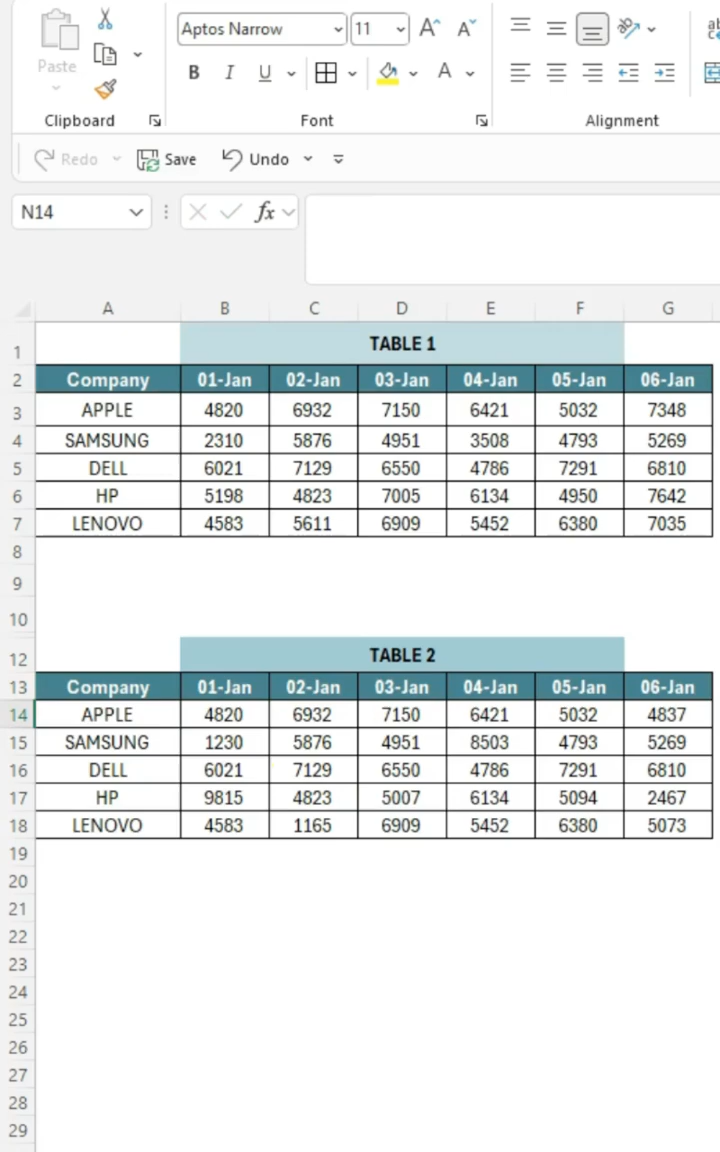 Aptos Narrow 11 A A
Paste
B I U A
Clipboard Font Alignment
Redo Save Undo
N14 fx
A B C D E F G
1 TABLE 1
2 Company 01-Jan 02-Jan 03-Jan 04-Jan 05-Jan 06-Jan
3 APPLE 4820 6932 7150 6421 5032 7348
4 SAMSUNG 2310 5876 4951 3508 4793 5269
5 DELL 6021 7129 6550 4786 7291 6810
6 HP 5198 4823 7005 6134 4950 7642
7 LENOVO 4583 5611 6909 5452 6380 7035
8
9
10
12 TABLE 2
13 Company 01-Jan 02-Jan 03-Jan 04-Jan 05-Jan 06-Jan
14 APPLE 4820 6932 7150 6421 5032 4837
15 SAMSUNG 1230 5876 4951 8503 4793 5269
16 DELL 6021 7129 6550 4786 7291 6810
17 HP 9815 4823 5007 6134 5094 2467
18 LENOVO 4583 1165 6909 5452 6380 5073
19
20
21
22
23
24
25
26
27
28
29